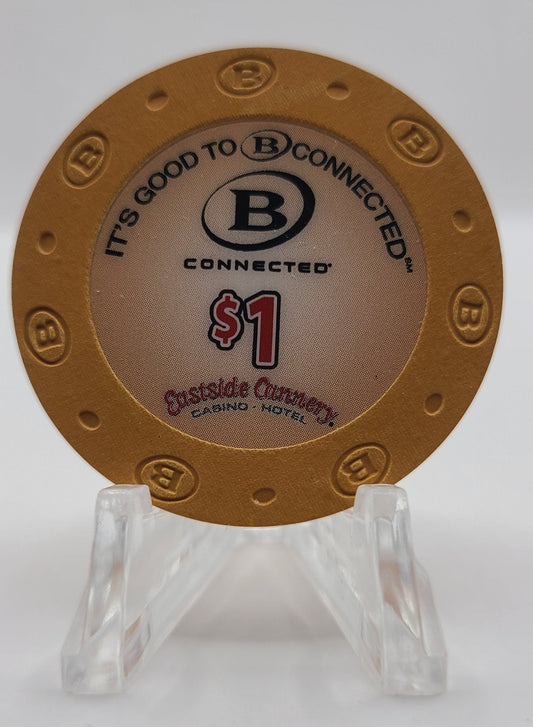 IT'S GOOD TO B CONNECTED℠
B
CONNECTED®
$1
Eastside Cannery®
CASINO · HOTEL
B
B
B
B
B
B
B